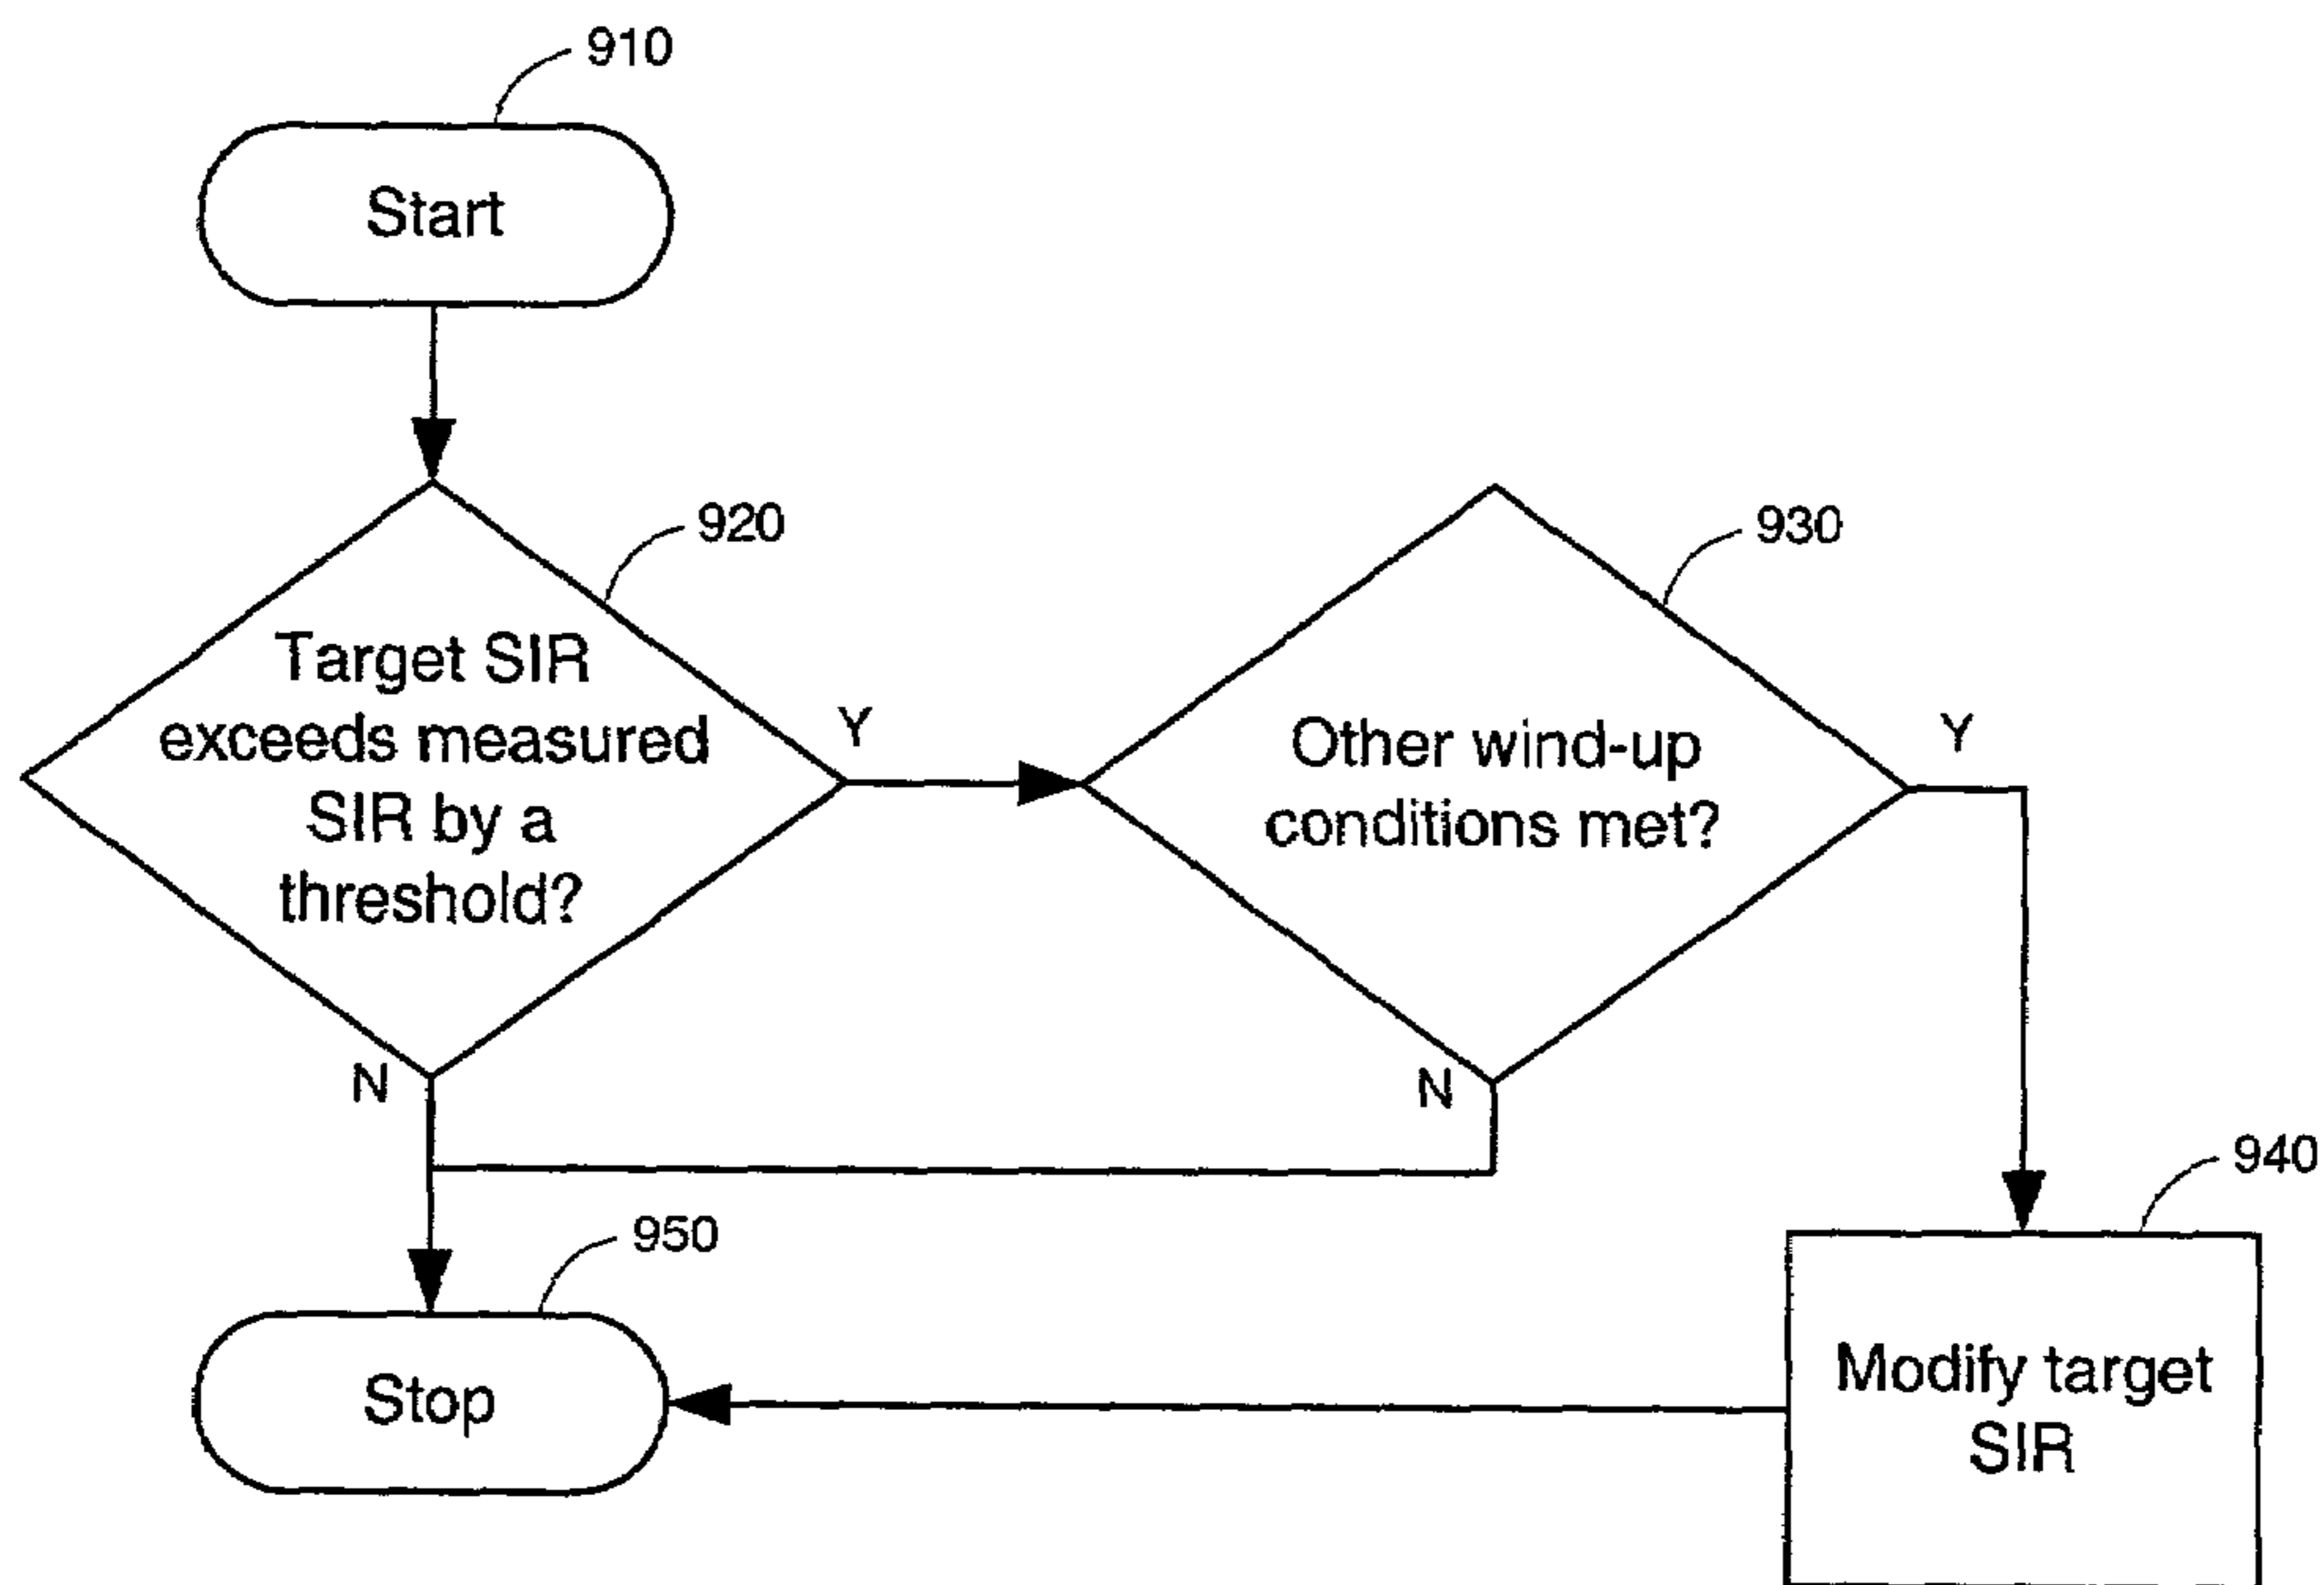 910
Start
920
Target SIR
exceeds measured
SIR by a
threshold?
Y
N
930
Other wind-up
conditions met?
Y
N
940
Modify target
SIR
950
Stop